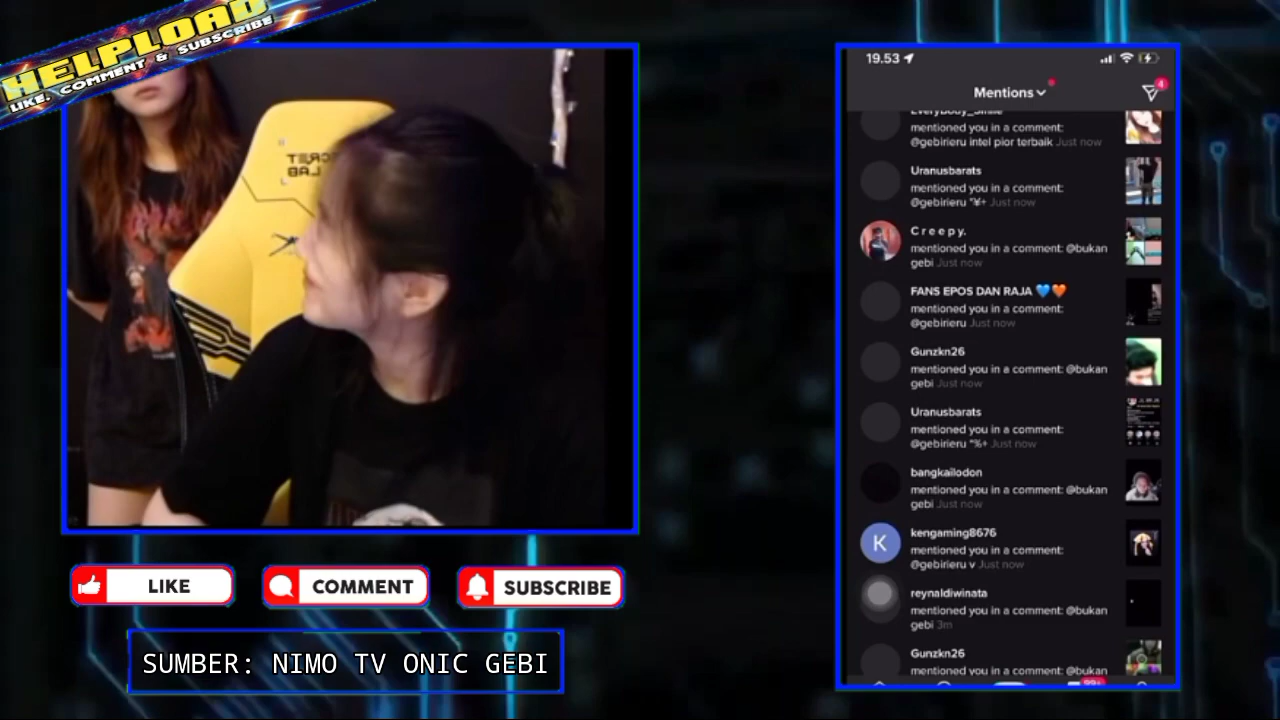 HELPLOAD
LIKE, COMMENT & SUBSCRIBE
SECRET
LAB
LIKE
COMMENT
SUBSCRIBE
SUMBER: NIMO TV ONIC GEBI
19.53
Mentions
4
EveryBody_Smile
mentioned you in a comment:
@gebirieru intel pior terbaik Just now
Uranusbarats
mentioned you in a comment:
@gebirieru "¥+ Just now
C r e e p y.
mentioned you in a comment: @bukan
gebi Just now
FANS EPOS DAN RAJA 💙🧡
mentioned you in a comment:
@gebirieru Just now
Gunzkn26
mentioned you in a comment: @bukan
gebi Just now
Uranusbarats
mentioned you in a comment:
@gebirieru "%+ Just now
bangkailodon
mentioned you in a comment: @bukan
gebi Just now
K
kengaming8676
mentioned you in a comment:
@gebirieru v Just now
reynaldiwinata
mentioned you in a comment: @bukan
gebi 3m
Gunzkn26
mentioned you in a comment: @bukan
99+